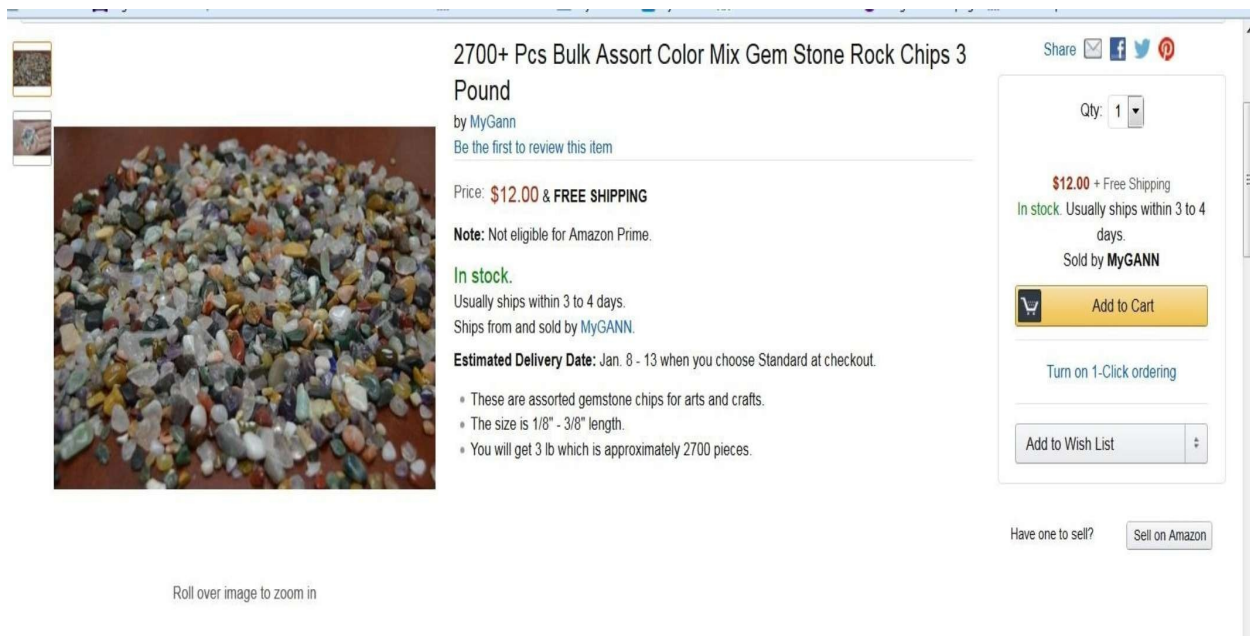 2700+ Pcs Bulk Assort Color Mix Gem Stone Rock Chips 3
Pound
by MyGann
Be the first to review this item
Price: $12.00 & FREE SHIPPING
Note: Not eligible for Amazon Prime.
In stock.
Usually ships within 3 to 4 days.
Ships from and sold by MyGANN.
Estimated Delivery Date: Jan. 8 - 13 when you choose Standard at checkout.
• These are assorted gemstone chips for arts and crafts.
• The size is 1/8" - 3/8" length.
• You will get 3 lb which is approximately 2700 pieces.
Roll over image to zoom in
Share
Qty: 1
$12.00 + Free Shipping
In stock. Usually ships within 3 to 4
days.
Sold by MyGANN
Add to Cart
Turn on 1-Click ordering
Add to Wish List
Have one to sell?
Sell on Amazon